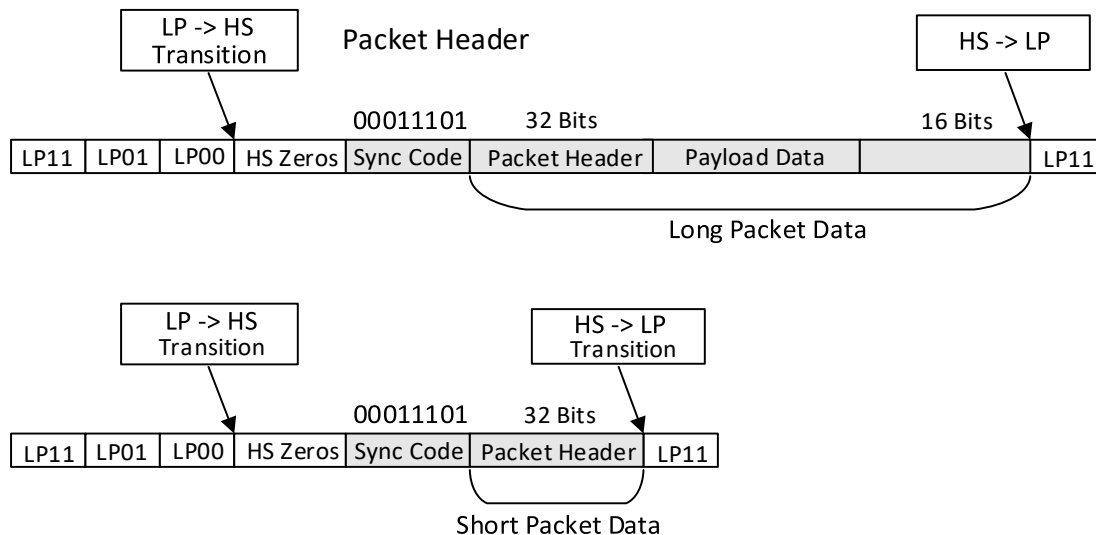 LP -> HS
Transition
Packet Header
HS -> LP
00011101 32 Bits 16 Bits
LP11 LP01 LP00 HS Zeros Sync Code Packet Header Payload Data LP11
Long Packet Data
LP -> HS
Transition
HS -> LP
Transition
00011101 32 Bits
LP11 LP01 LP00 HS Zeros Sync Code Packet Header LP11
Short Packet Data